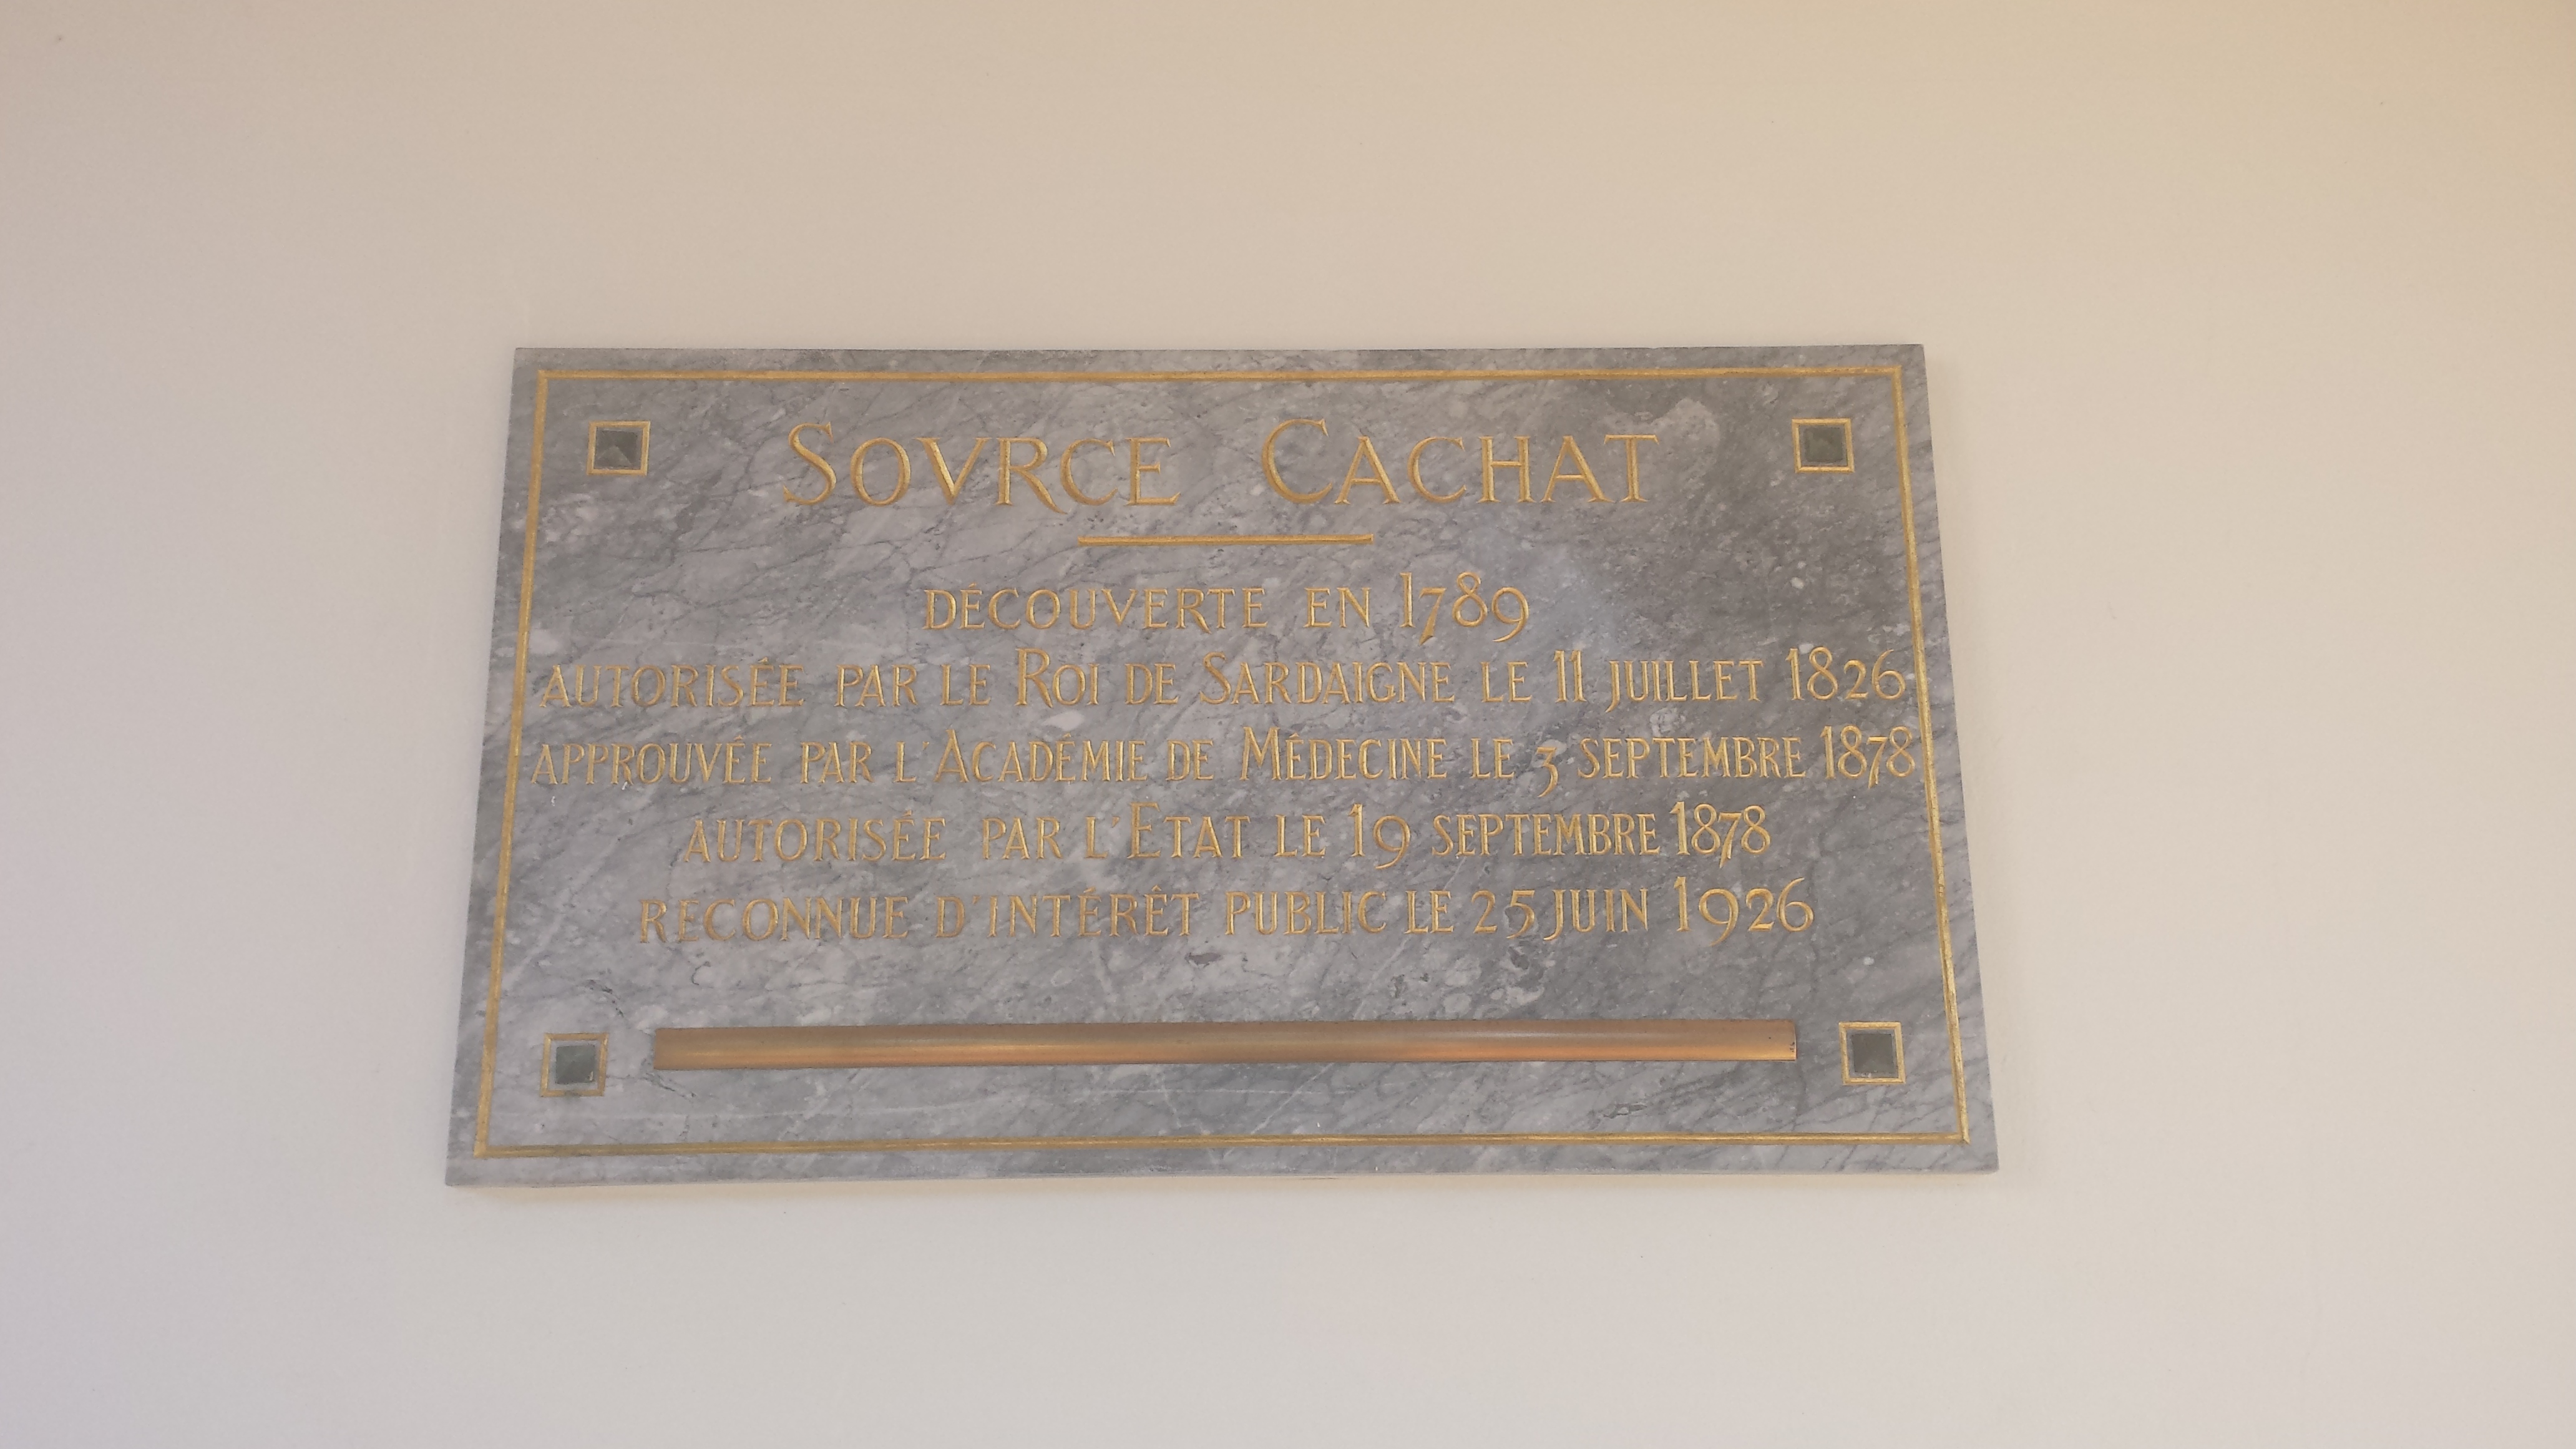 SOVRCE CACHAT
DÉCOUVERTE EN 1789
AUTORISÉE PAR LE ROI DE SARDAIGNE LE 11 JUILLET 1826
APPROUVÉE PAR L'ACADÉMIE DE MÉDECINE LE 3 SEPTEMBRE 1878
AUTORISÉE PAR L'ETAT LE 19 SEPTEMBRE 1878
RECONNUE D'INTÉRÊT PUBLIC LE 25 JUIN 1926